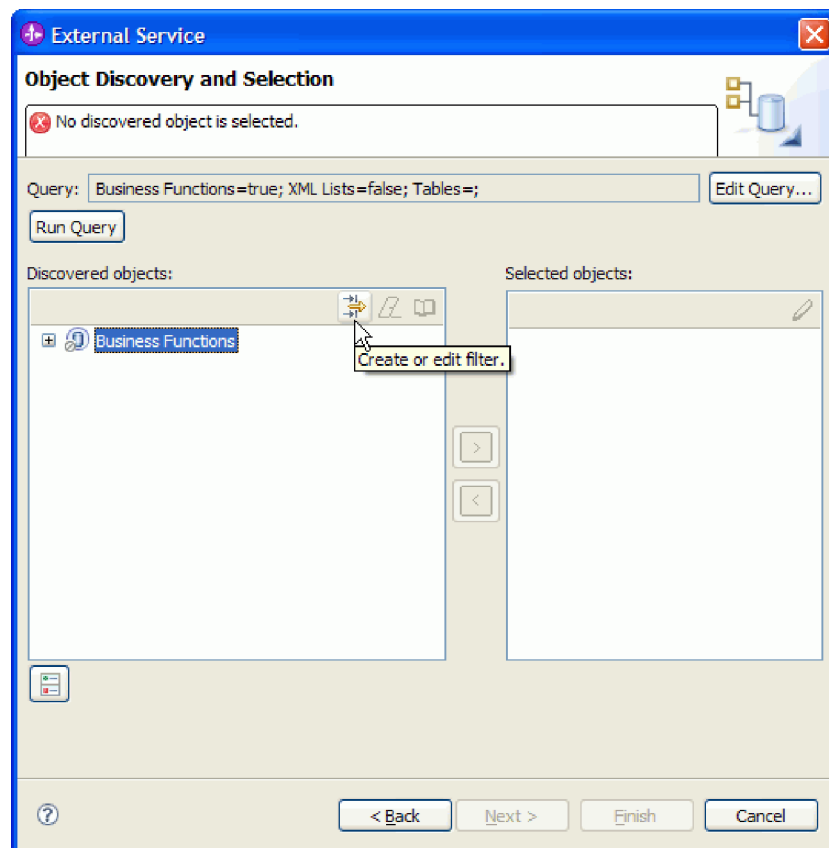 External Service
Object Discovery and Selection
No discovered object is selected.
Query: Business Functions=true; XML Lists=false; Tables=; Edit Query...
Run Query
Discovered objects: Selected objects:
Business Functions
Create or edit filter.
>
<
? < Back Next > Finish Cancel